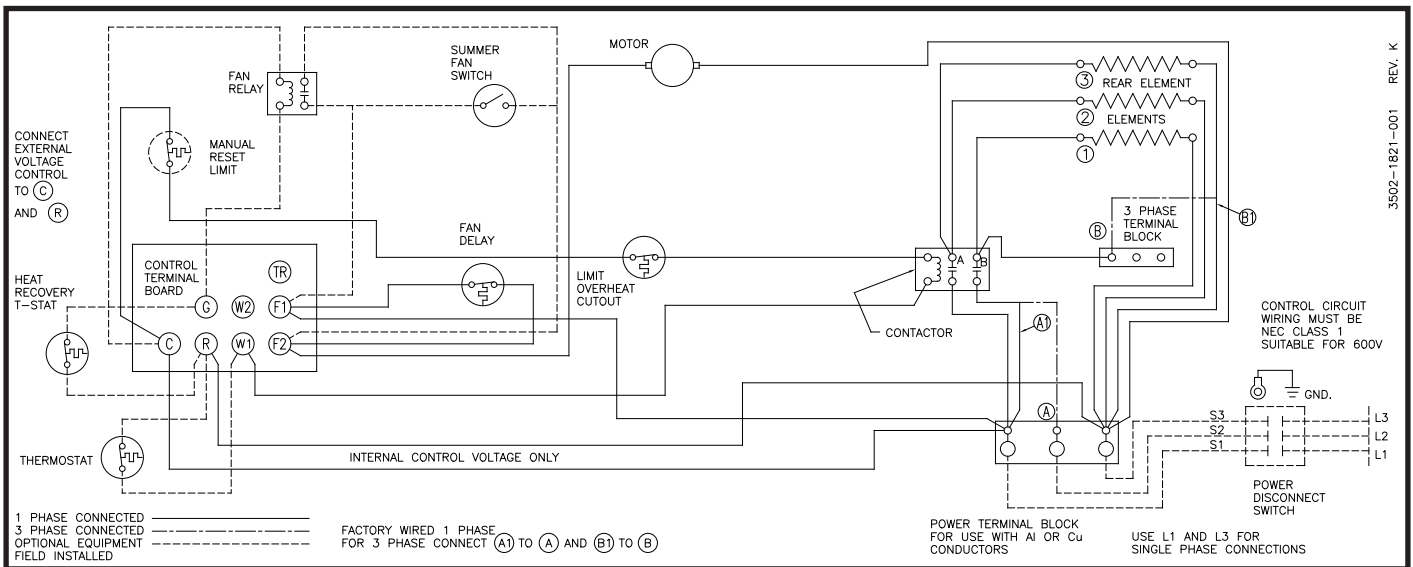 MOTOR
SUMMER
FAN
SWITCH
FAN
RELAY
3
REAR ELEMENT
2
ELEMENTS
1
3502-1821-001 REV. K
CONNECT
EXTERNAL
VOLTAGE
CONTROL
TO C
AND R
MANUAL
RESET
LIMIT
3 PHASE
TERMINAL
BLOCK
B
B1
FAN
DELAY
LIMIT
OVERHEAT
CUTOUT
A
B
CONTACTOR
CONTROL
TERMINAL
BOARD
TR
G
W2
F1
C
R
W1
F2
HEAT
RECOVERY
T-STAT
A1
A
CONTROL CIRCUIT
WIRING MUST BE
NEC CLASS 1
SUITABLE FOR 600V
GND.
S3
S2
S1
L3
L2
L1
THERMOSTAT
INTERNAL CONTROL VOLTAGE ONLY
POWER
DISCONNECT
SWITCH
1 PHASE CONNECTED
3 PHASE CONNECTED
OPTIONAL EQUIPMENT
FIELD INSTALLED
FACTORY WIRED 1 PHASE
FOR 3 PHASE CONNECT A1 TO A AND B1 TO B
POWER TERMINAL BLOCK
FOR USE WITH Al OR Cu
CONDUCTORS
USE L1 AND L3 FOR
SINGLE PHASE CONNECTIONS